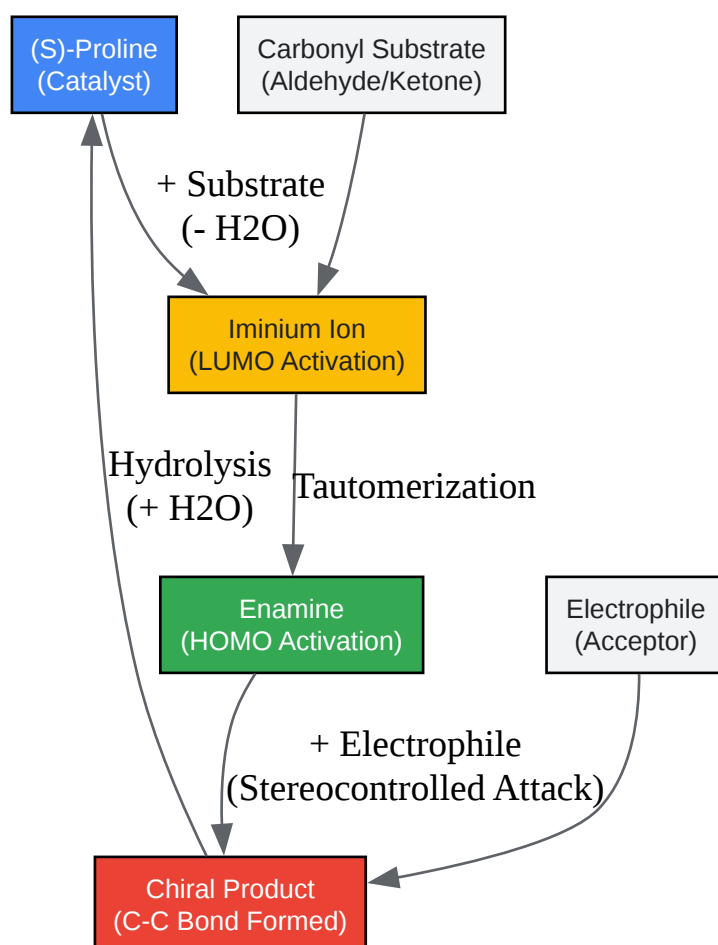 (S)-Proline
(Catalyst)
Carbonyl Substrate
(Aldehyde/Ketone)
+ Substrate
(- H2O)
Iminium Ion
(LUMO Activation)
Hydrolysis
(+ H2O)
Tautomerization
Enamine
(HOMO Activation)
Electrophile
(Acceptor)
+ Electrophile
(Stereocontrolled Attack)
Chiral Product
(C-C Bond Formed)